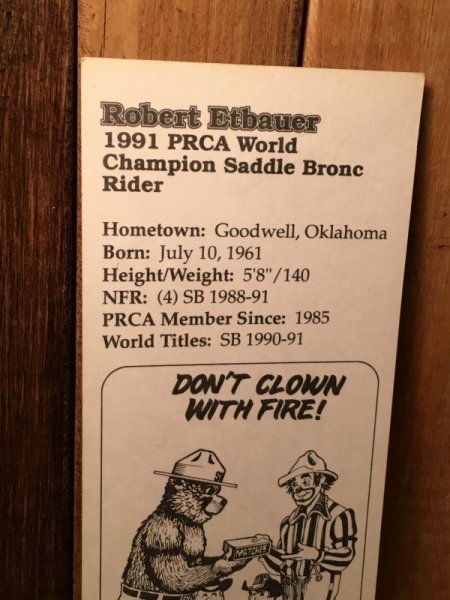 Robert Etbauer
1991 PRCA World
Champion Saddle Bronc
Rider
Hometown: Goodwell, Oklahoma
Born: July 10, 1961
Height/Weight: 5'8"/140
NFR: (4) SB 1988-91
PRCA Member Since: 1985
World Titles: SB 1990-91
DON'T CLOWN
WITH FIRE!
MATCHES